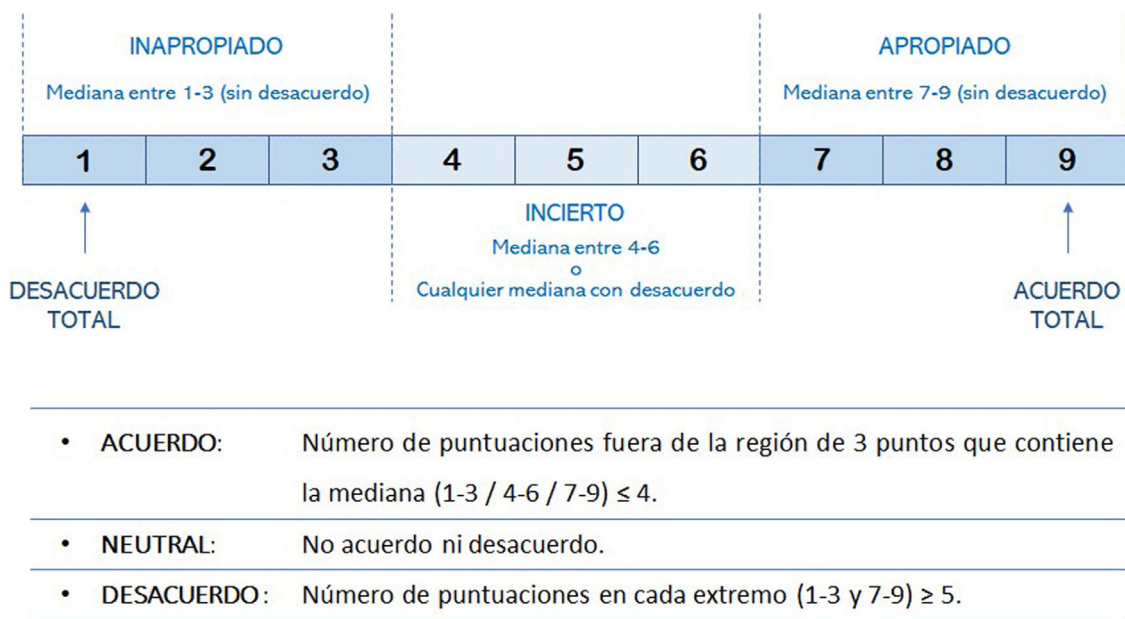 INAPROPIADO
APROPIADO
Mediana entre 1-3 (sin desacuerdo)
Mediana entre 7-9 (sin desacuerdo)
1 2 3 4 5 6 7 8 9
INCIERTO
Mediana entre 4-6
o
Cualquier mediana con desacuerdo
DESACUERDO
TOTAL
ACUERDO
TOTAL
• ACUERDO: Número de puntuaciones fuera de la región de 3 puntos que contiene
la mediana (1-3 / 4-6 / 7-9) ≤ 4.
• NEUTRAL: No acuerdo ni desacuerdo.
• DESACUERDO: Número de puntuaciones en cada extremo (1-3 y 7-9) ≥ 5.